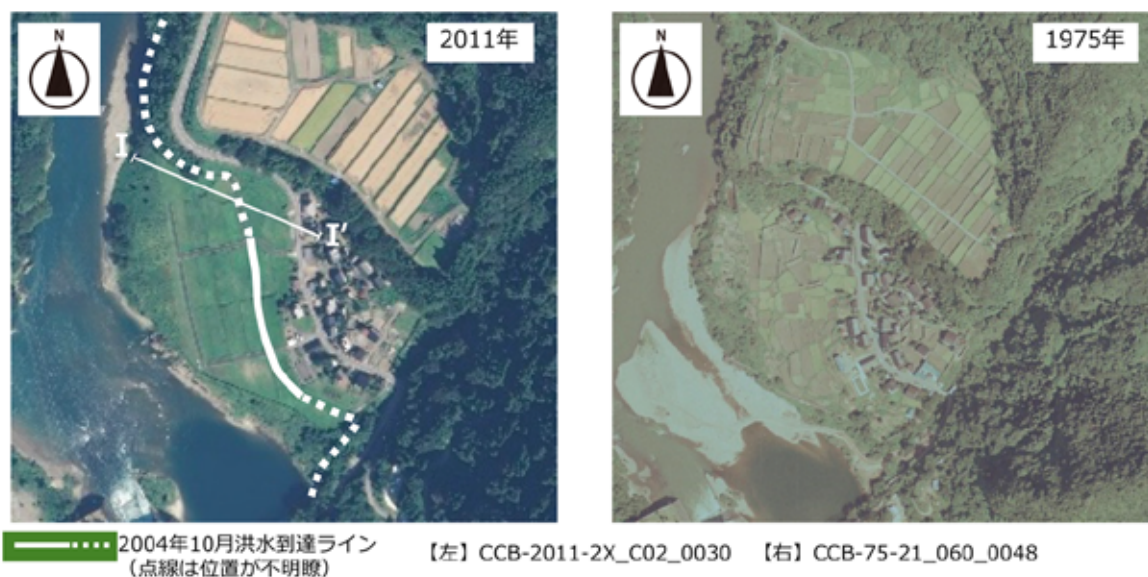 2011年
N
I
I'
1975年
N
2004年10月洪水到達ライン
(点線は位置が不明瞭)
【左】CCB-2011-2X_C02_0030 【右】CCB-75-21_060_0048